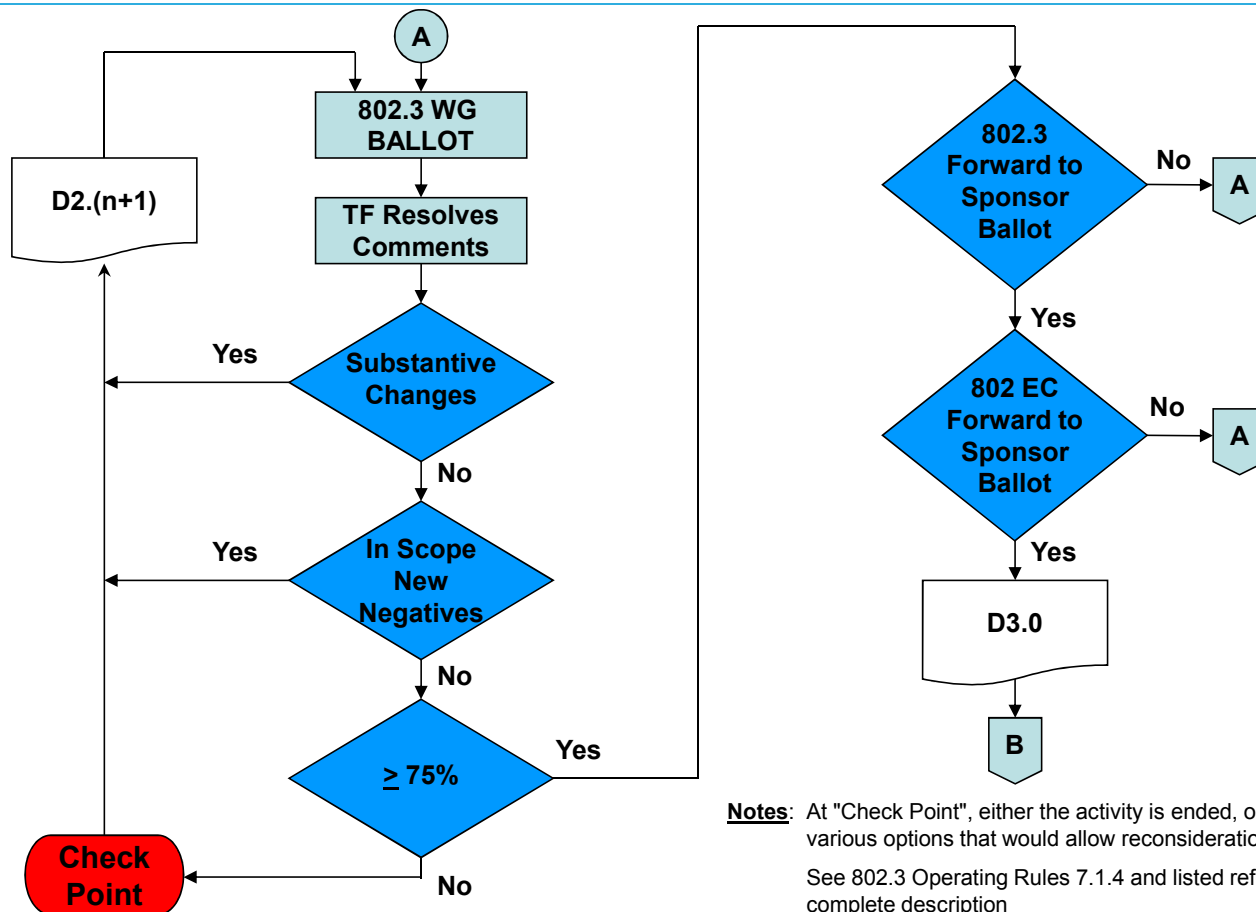 A
802.3 WG
BALLOT
D2.(n+1)
TF Resolves
Comments
Yes
Substantive
Changes
No
Yes
In Scope
New
Negatives
No
≥ 75%
Yes
No
Check
Point
802.3
Forward to
Sponsor
Ballot
No
A
Yes
802 EC
Forward to
Sponsor
Ballot
No
A
Yes
D3.0
B
Notes: At "Check Point", either the activity is ended, o
various options that would allow reconsideratio
See 802.3 Operating Rules 7.1.4 and listed ref
complete description